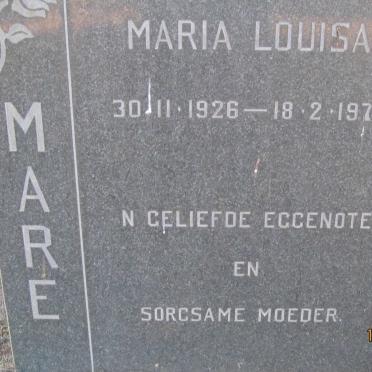 MARE
MARIA LOUISA
30·11·1926—18·2·197
N GELIEFDE EGGENOTE
EN
SORGSAME MOEDER.